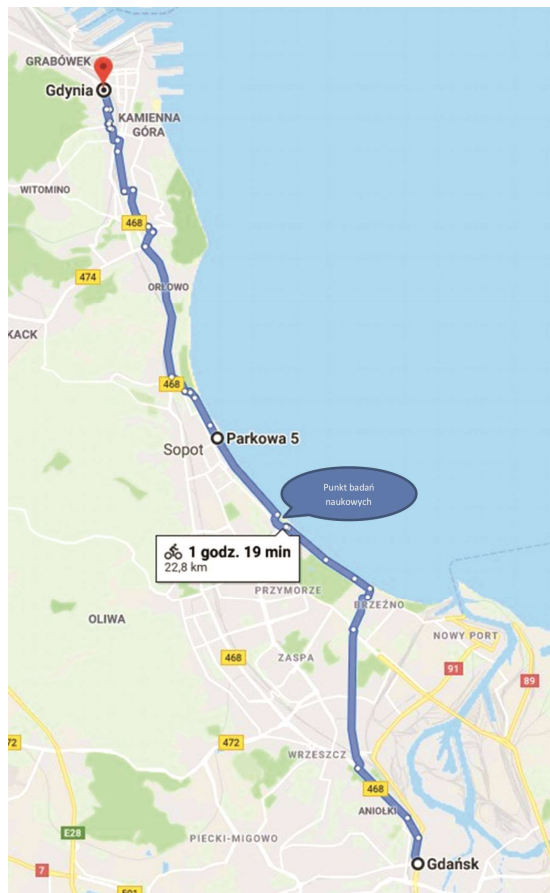 GRABÓWEK
Gdynia
KAMIENNA
GÓRA
WITOMINO
468
474
ORŁOWO
KACK
468
Parkowa 5
Sopot
Punkt badań
naukowych
1 godz. 19 min
22,8 km
PRZYMORZE
BRZEŹNO
OLIWA
NOWY PORT
468
ZASPA
91
89
72
472
WRZESZCZ
468
ANIOŁKI
E28
PIECKI-MIGOWO
7
Gdańsk